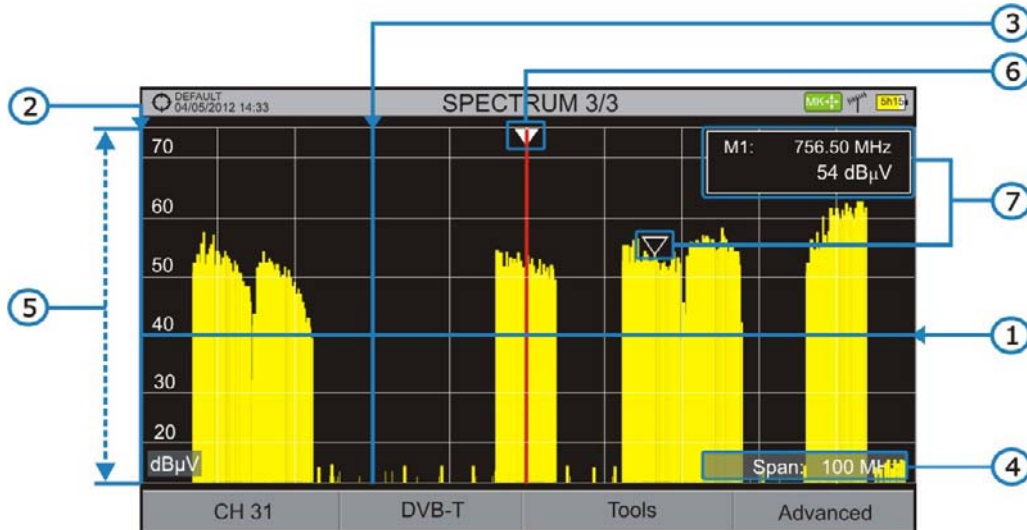 3
6
2
DEFAULT
04/05/2012 14:33
SPECTRUM 3/3
MK
5h15
70
M1: 756.50 MHz
54 dBµV
7
60
50
5
40
1
30
20
dBµV
Span: 100
4
CH 31
DVB-T
Tools
Advanced